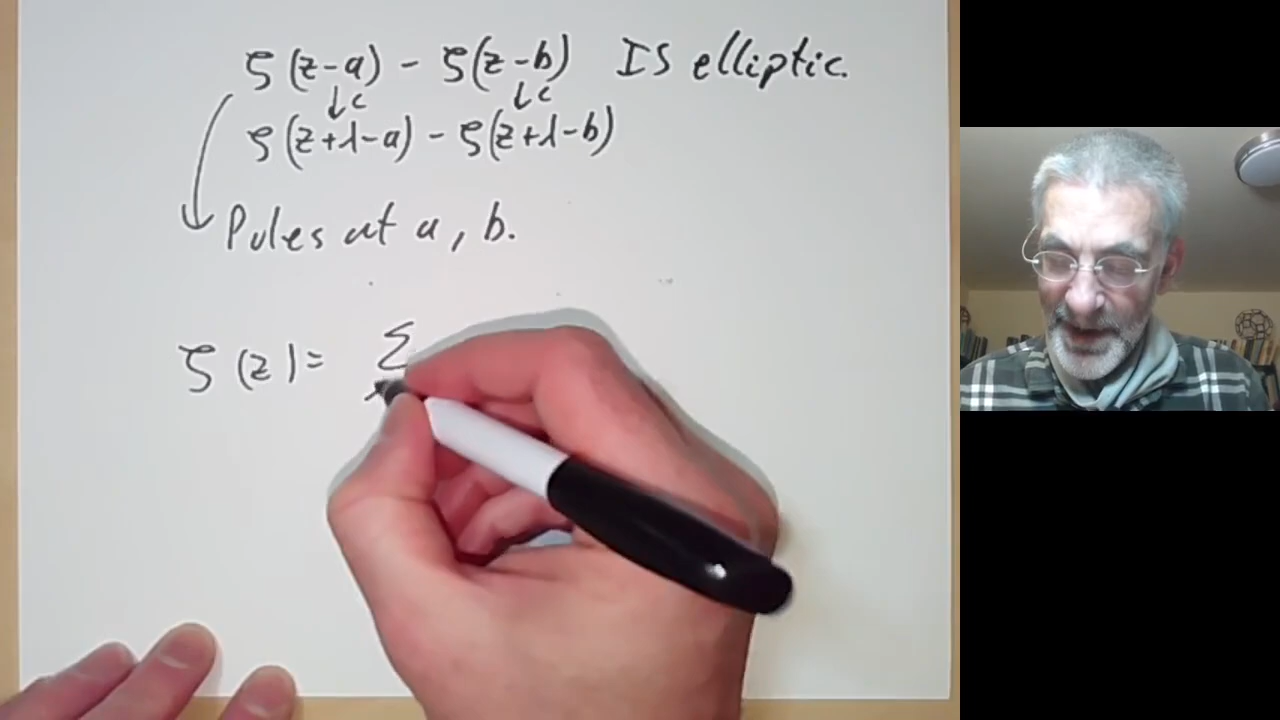 ζ(z-a) - ζ(z-b) IS elliptic.
↓c ↓c
ζ(z+λ-a) - ζ(z+λ-b)
Poles at a, b.
ζ(z) = Σ